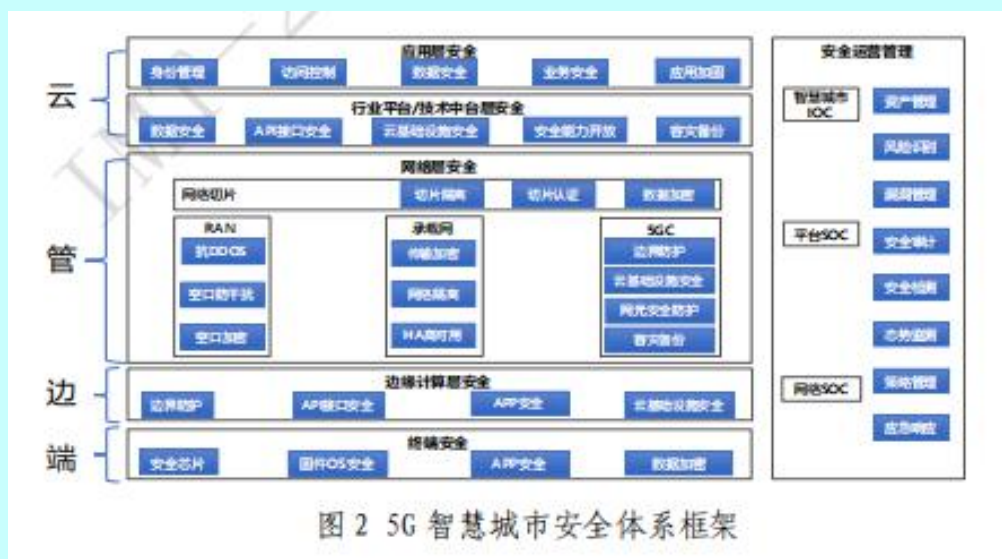 IMT-2
云
应用层安全
身份管理 访问控制 数据安全 业务安全 应用加固
行业平台/技术中台层安全
数据安全 API接口安全 云基础设施安全 安全能力开放 容灾备份
管
网络层安全
网络切片 切片隔离 切片认证 数据加密
RAN
抗DDOS
空口防干扰
空口加密
承载网
传输加密
网络隔离
HA高可用
5GC
边界防护
云基础设施安全
网元安全防护
容灾备份
边
边缘计算层安全
边界防护 API接口安全 APP安全 云基础设施安全
端
终端安全
安全芯片 固件OS安全 APP安全 数据加密
安全运营管理
智慧城市
IOC
平台SOC
网络SOC
资产管理
风险识别
漏洞管理
安全审计
安全检测
态势监测
策略管理
应急响应
图 2 5G 智慧城市安全体系框架